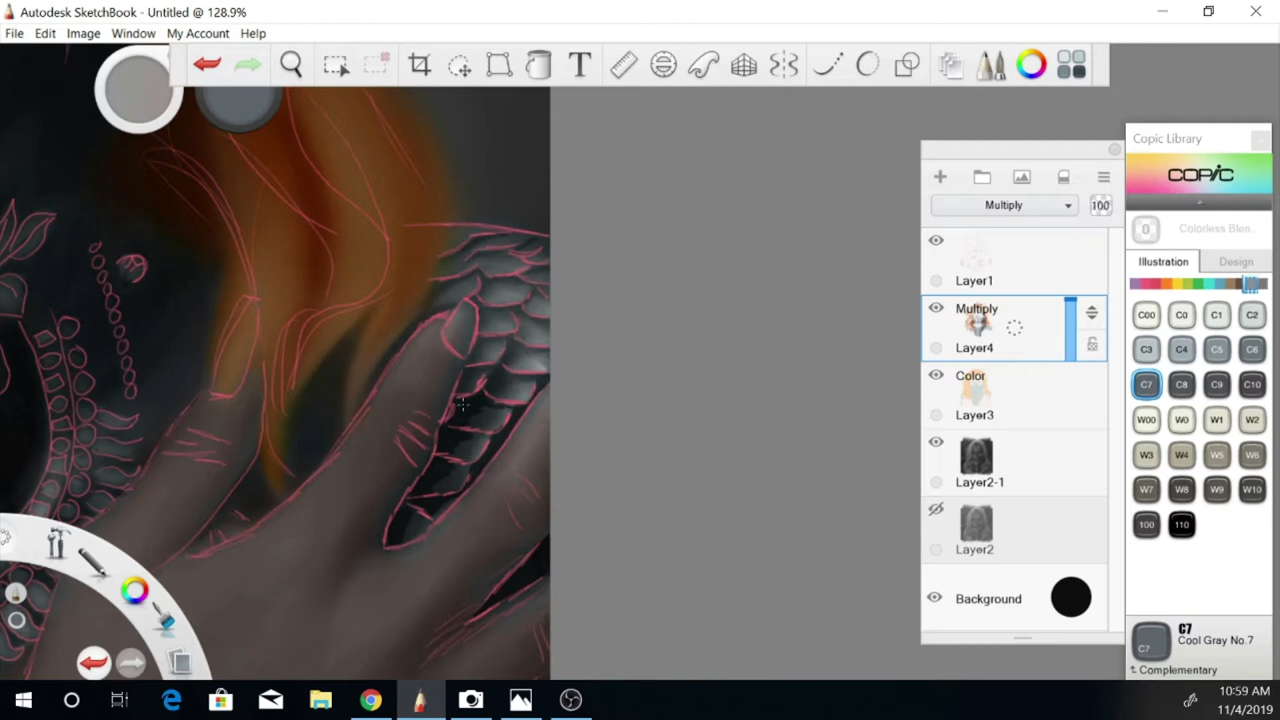 Autodesk SketchBook - Untitled @ 128.9%
File Edit Image Window My Account Help
T
Copic Library
COPIC
Multiply 100
0 Colorless Blen..
Layer1
Illustration Design
Multiply
Layer4
C00 C0 C1 C2
C3 C4 C5 C6
Color
C7 C8 C9 C10
Layer3
W00 W0 W1 W2
W3 W4 W5 W6
Layer2-1
W7 W8 W9 W10
100 110
Layer2
Background
C7
C7
Cool Gray No.7
Complementary
10:59 AM
11/4/2019